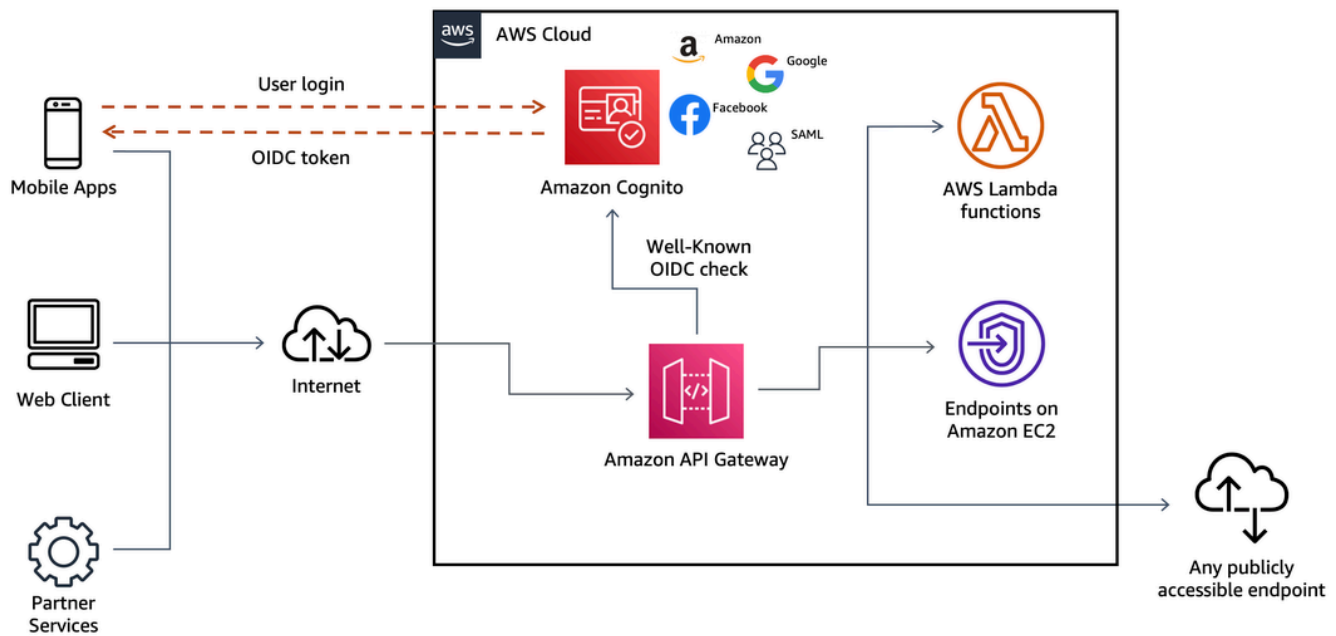 aws
AWS Cloud
a Amazon
Google
Facebook
SAML
User login
OIDC token
Mobile Apps
Amazon Cognito
AWS Lambda
functions
Well-Known
OIDC check
Web Client
Internet
</>
Amazon API Gateway
Endpoints on
Amazon EC2
Partner
Services
Any publicly
accessible endpoint